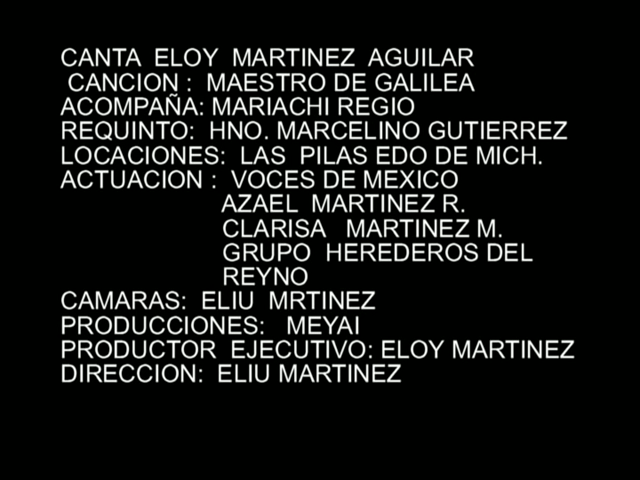 CANTA ELOY MARTINEZ AGUILAR
CANCION : MAESTRO DE GALILEA
ACOMPAÑA: MARIACHI REGIO
REQUINTO: HNO. MARCELINO GUTIERREZ
LOCACIONES: LAS PILAS EDO DE MICH.
ACTUACION : VOCES DE MEXICO
AZAEL MARTINEZ R.
CLARISA MARTINEZ M.
GRUPO HEREDEROS DEL
REYNO
CAMARAS: ELIU MRTINEZ
PRODUCCIONES: MEYAI
PRODUCTOR EJECUTIVO: ELOY MARTINEZ
DIRECCION: ELIU MARTINEZ